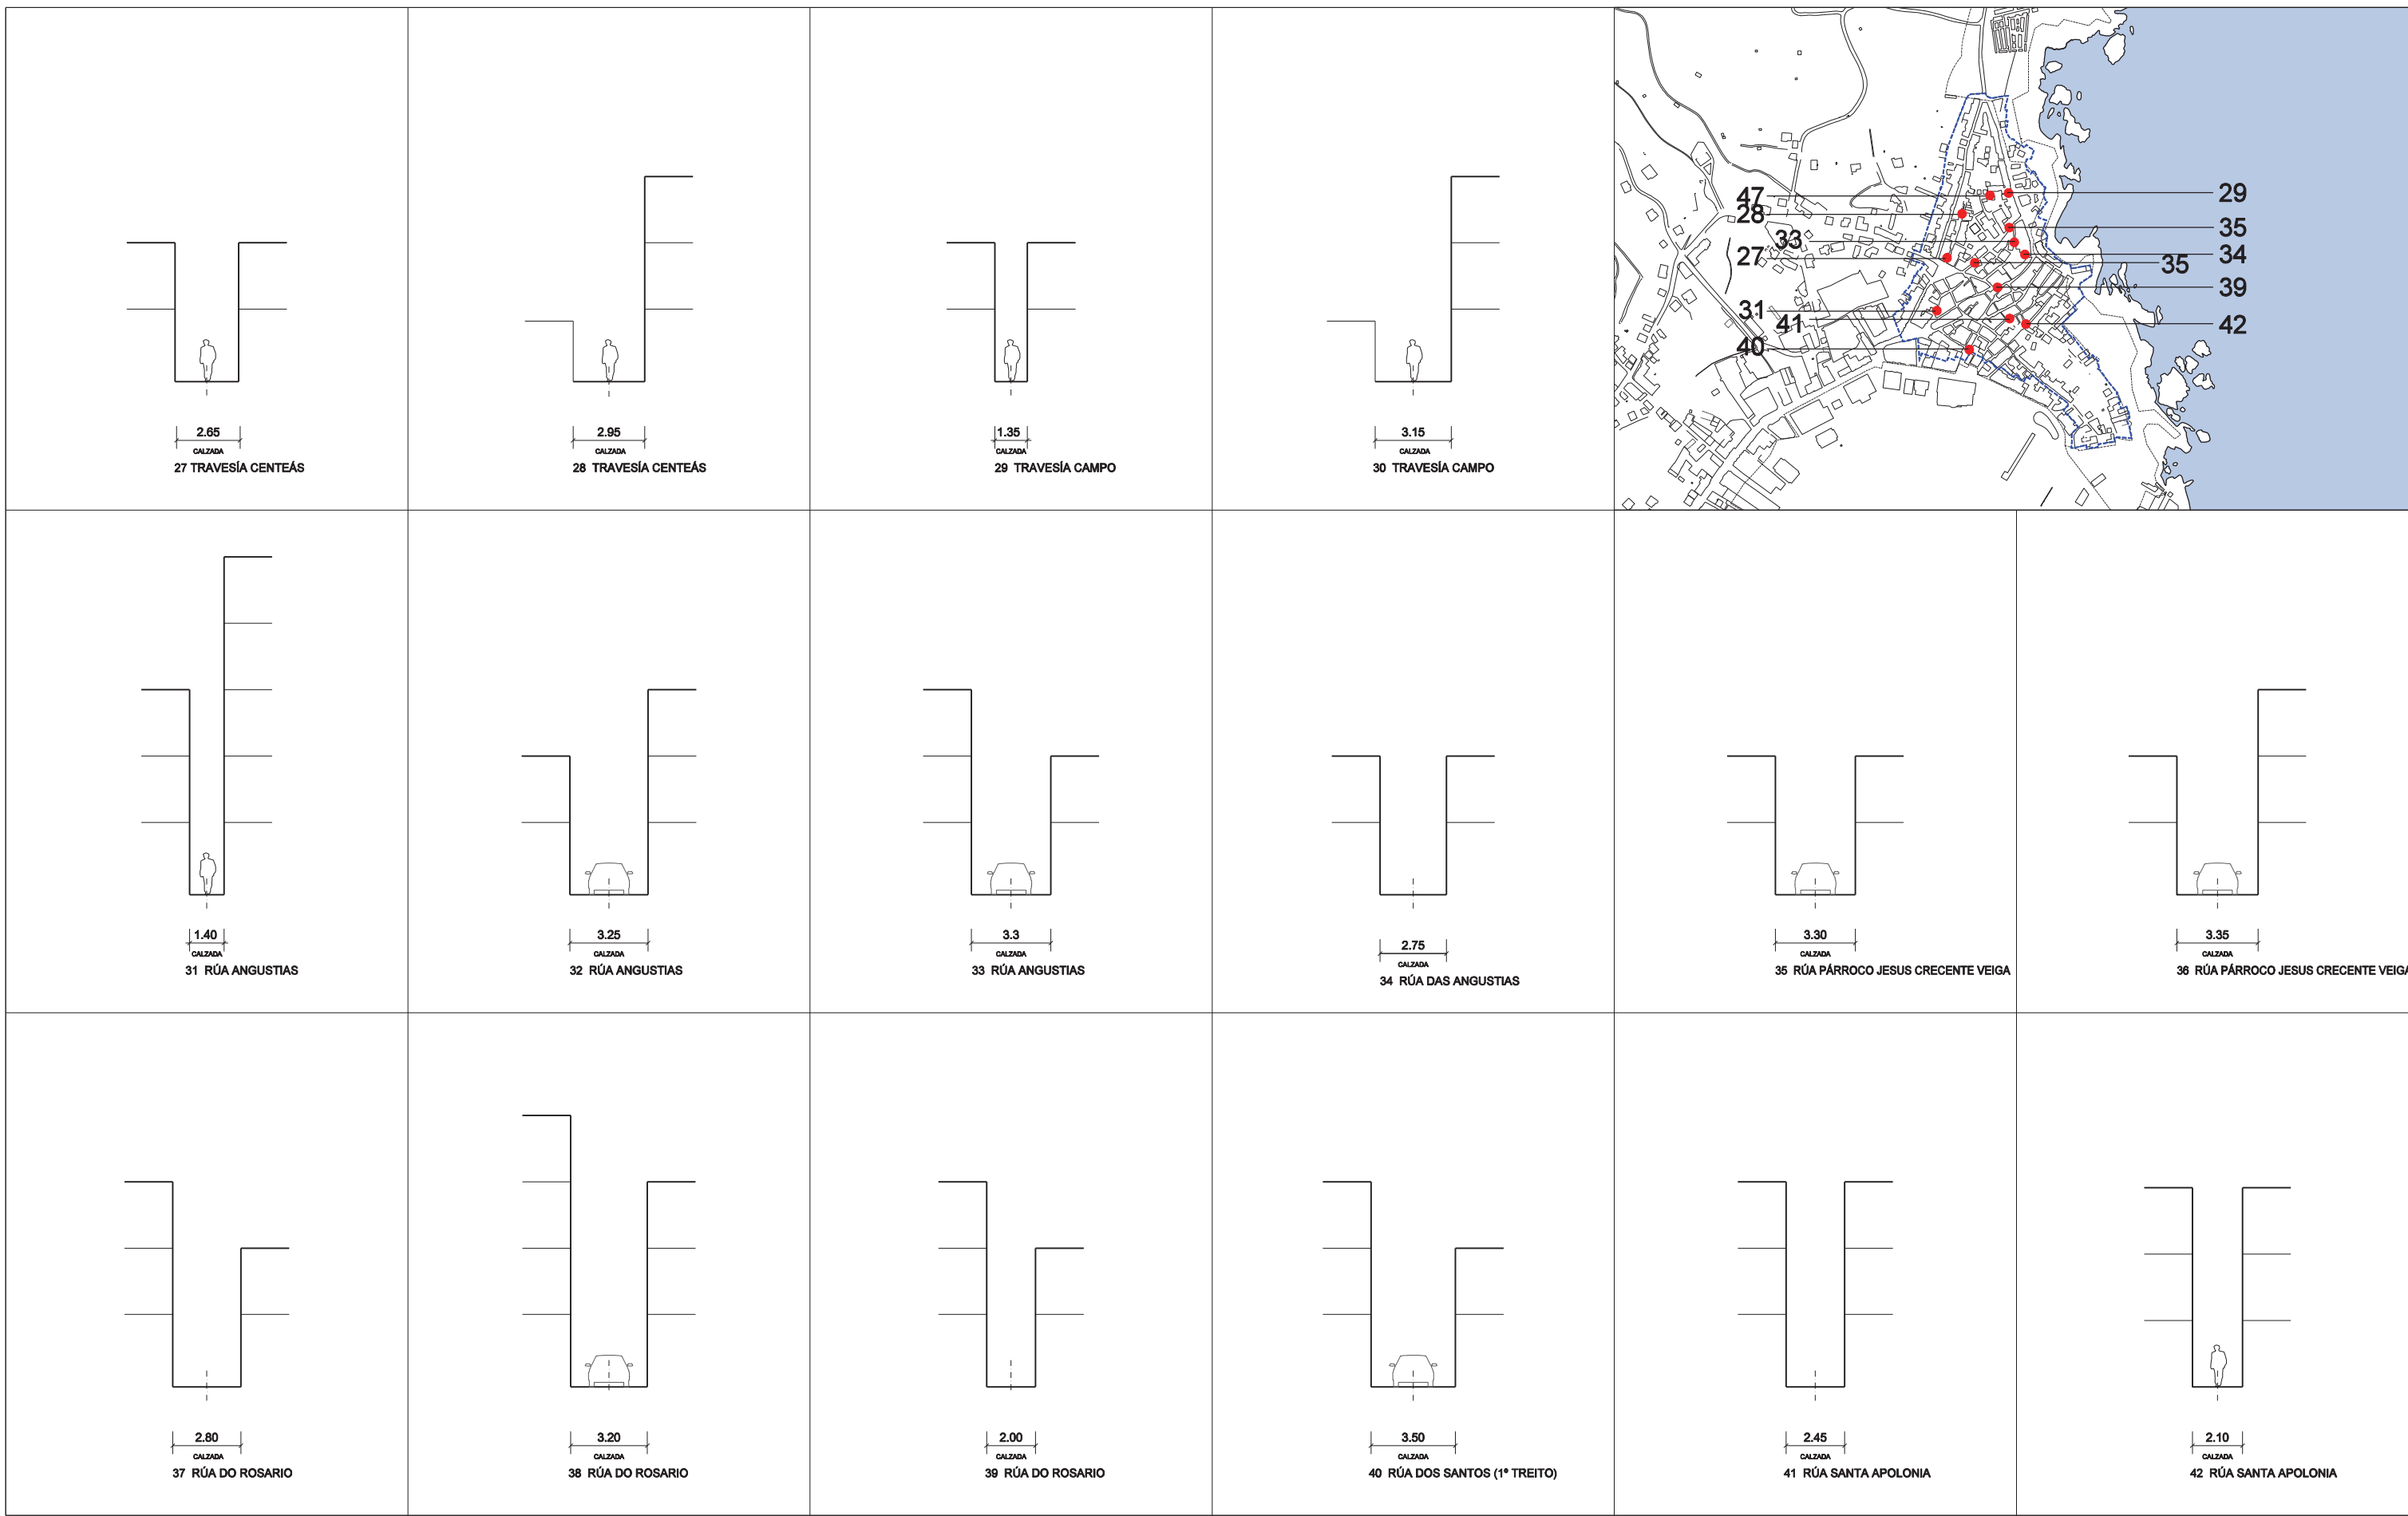 2.65
CALZADA
27 TRAVESÍA CENTEÁS
2.95
CALZADA
28 TRAVESÍA CENTEÁS
1.35
CALZADA
29 TRAVESÍA CAMPO
3.15
CALZADA
30 TRAVESÍA CAMPO
47
28
33
27
31
41
40
29
35
34
35
39
42
1.40
CALZADA
31 RÚA ANGUSTIAS
3.25
CALZADA
32 RÚA ANGUSTIAS
3.3
CALZADA
33 RÚA ANGUSTIAS
2.75
CALZADA
34 RÚA DAS ANGUSTIAS
3.30
CALZADA
35 RÚA PÁRROCO JESUS CRECENTE VEIGA
3.35
CALZADA
36 RÚA PÁRROCO JESUS CRECENTE VEIGA
2.80
CALZADA
37 RÚA DO ROSARIO
3.20
CALZADA
38 RÚA DO ROSARIO
2.00
CALZADA
39 RÚA DO ROSARIO
3.50
CALZADA
40 RÚA DOS SANTOS (1º TREITO)
2.45
CALZADA
41 RÚA SANTA APOLONIA
2.10
CALZADA
42 RÚA SANTA APOLONIA